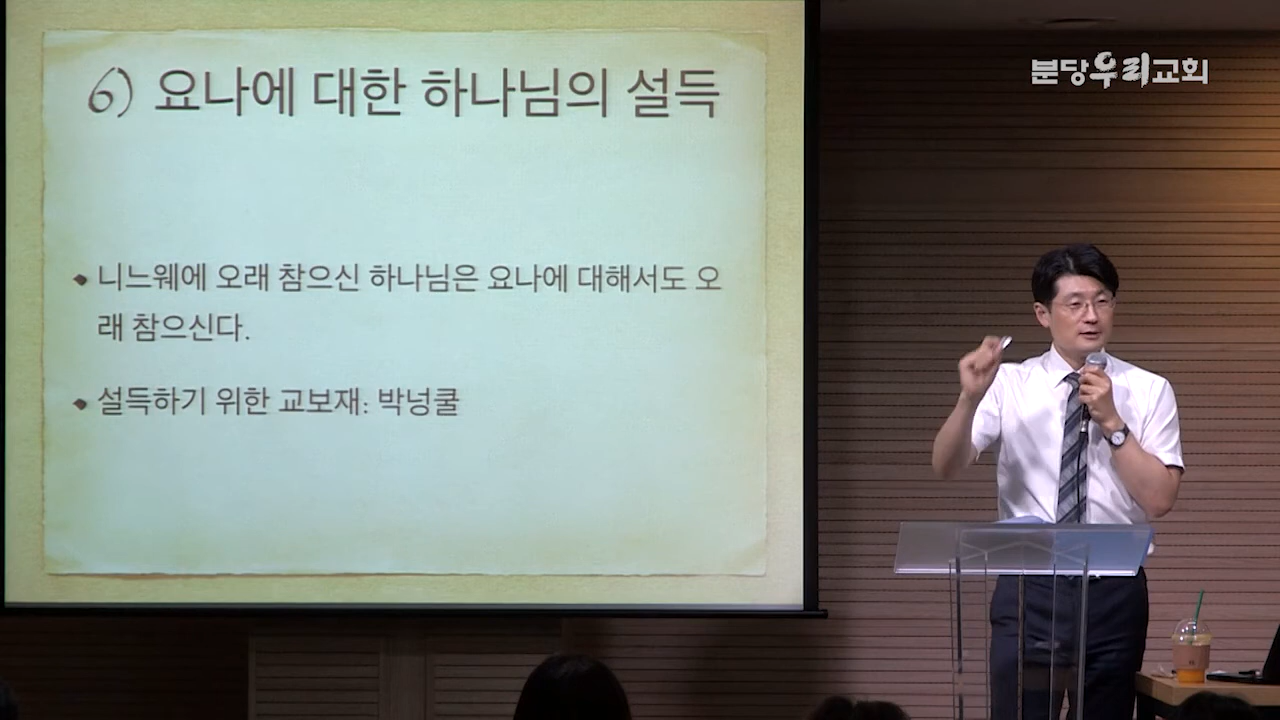 6) 요나에 대한 하나님의 설득
분당우리교회
니느웨에 오래 참으신 하나님은 요나에 대해서도 오
래 참으신다.
설득하기 위한 교보재: 박넝쿨